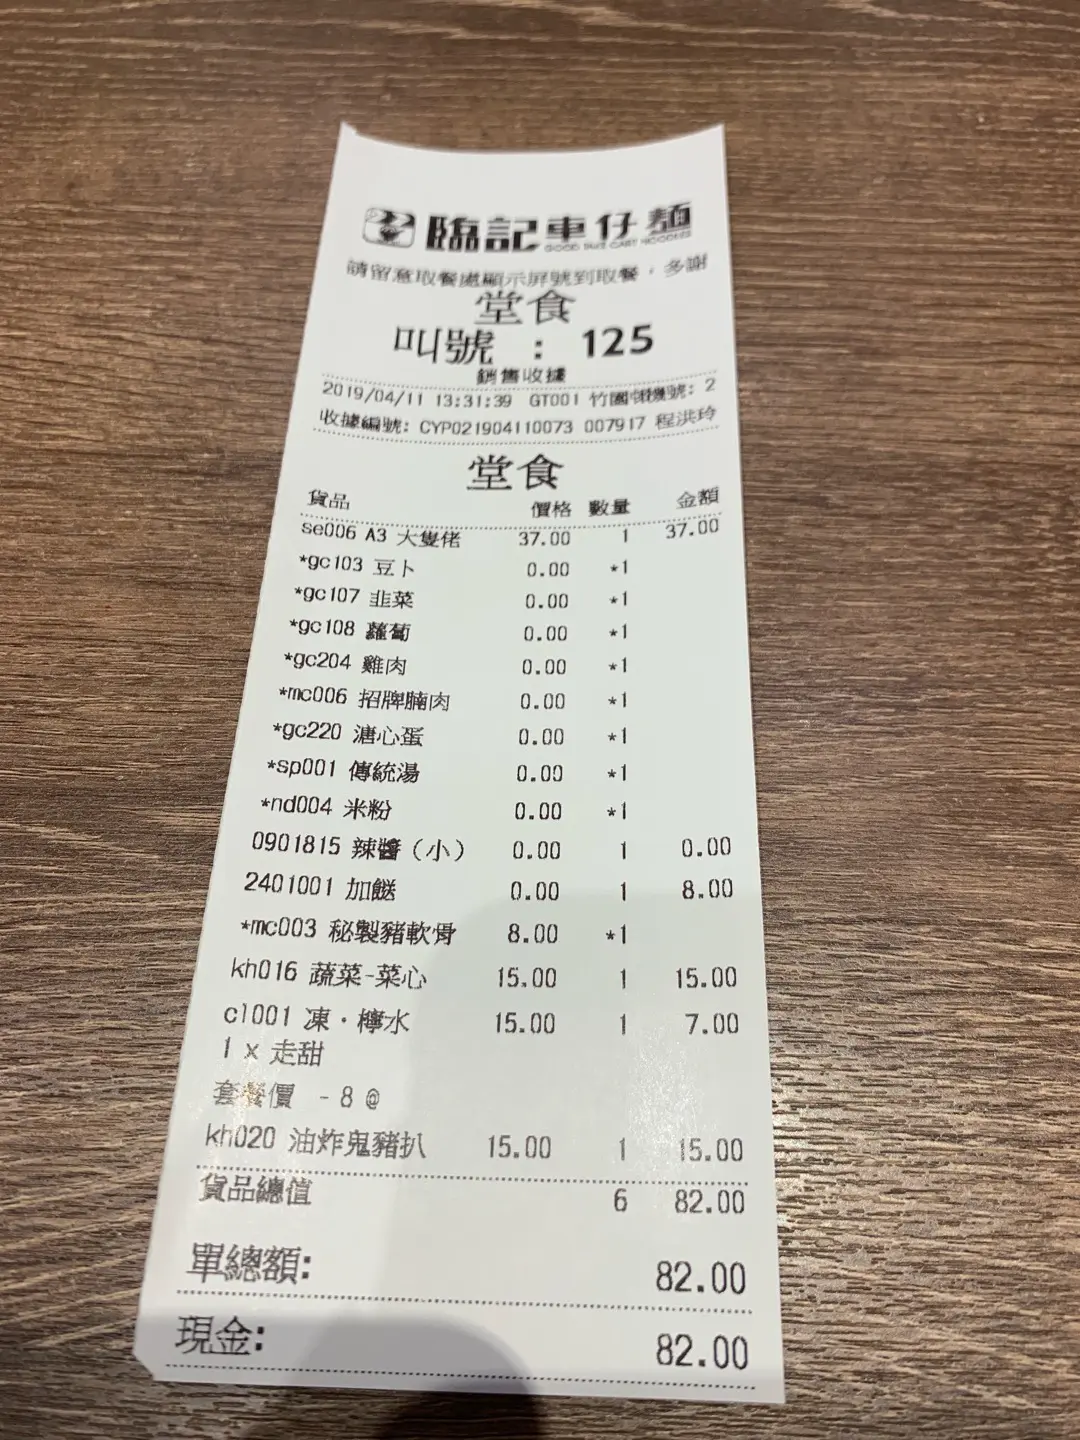 臨記車仔麵
GOOD DAYS CART NOODLES
請留意取餐處顯示屏號到取餐，多謝
堂食
叫號 : 125
銷售收據
2019/04/11 13:31:39 GT001 竹園邨機號: 2
收據編號: CYP021904110073 007917 程洪玲
堂食
貨品 價格 數量 金額
se006 A3 大隻佬 37.00 1 37.00
*gc103 豆卜 0.00 *1
*gc107 韭菜 0.00 *1
*gc108 蘿蔔 0.00 *1
*gc204 雞肉 0.00 *1
*mc006 招牌腩肉 0.00 *1
*gc220 溏心蛋 0.00 *1
*sp001 傳統湯 0.00 *1
*nd004 米粉 0.00 *1
0901815 辣醬（小） 0.00 1 0.00
2401001 加餸 0.00 1 8.00
*mc003 秘製豬軟骨 8.00 *1
kh016 蔬菜-菜心 15.00 1 15.00
cl001 凍·檸水 15.00 1 7.00
1 x 走甜
套餐價 -8@
kh020 油炸鬼豬扒 15.00 1 15.00
貨品總值 6 82.00
單總額: 82.00
現金: 82.00